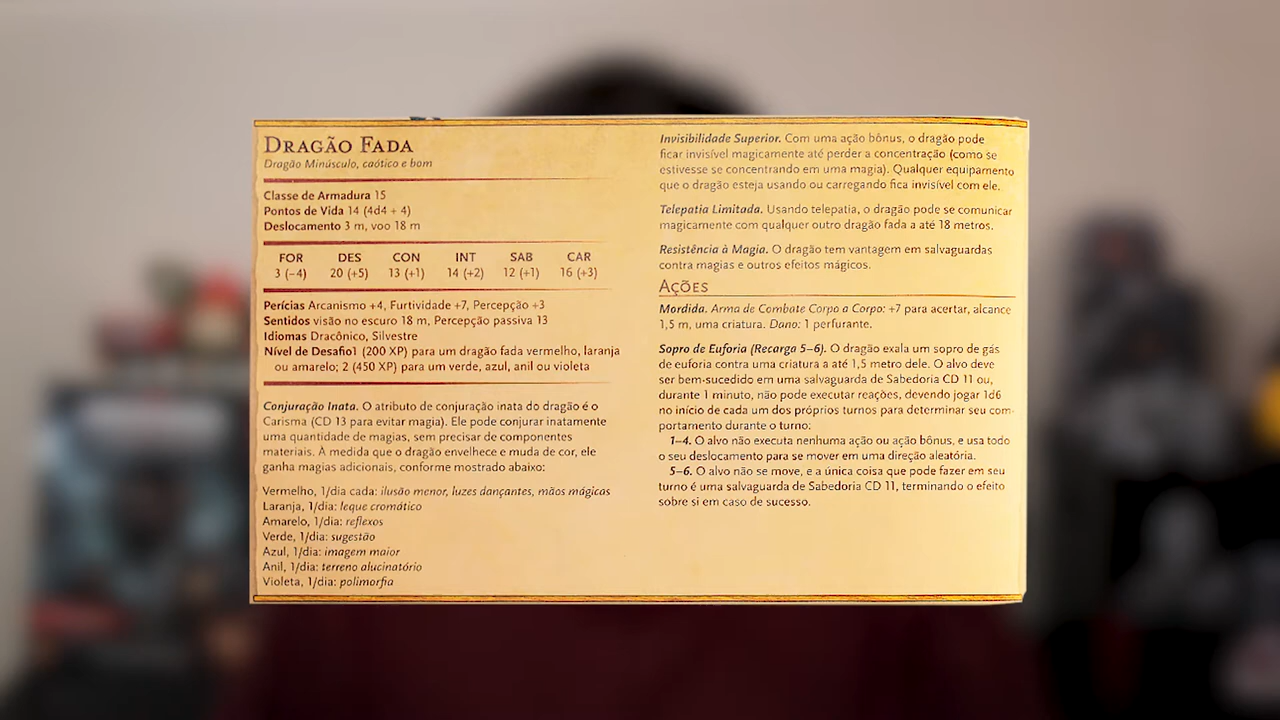 DRAGÃO FADA
Dragão Minúsculo, caótico e bom
Classe de Armadura 15
Pontos de Vida 14 (4d4 + 4)
Deslocamento 3 m, voo 18 m
FOR DES CON INT SAB CAR
3 (−4) 20 (+5) 13 (+1) 14 (+2) 12 (+1) 16 (+3)
Perícias Arcanismo +4, Furtividade +7, Percepção +3
Sentidos visão no escuro 18 m, Percepção passiva 13
Idiomas Dracônico, Silvestre
Nível de Desafio1 (200 XP) para um dragão fada vermelho, laranja
ou amarelo; 2 (450 XP) para um verde, azul, anil ou violeta
Conjuração Inata. O atributo de conjuração inata do dragão é o
Carisma (CD 13 para evitar magia). Ele pode conjurar inatamente
uma quantidade de magias, sem precisar de componentes
materiais. À medida que o dragão envelhece e muda de cor, ele
ganha magias adicionais, conforme mostrado abaixo:
Vermelho, 1/dia cada: ilusão menor, luzes dançantes, mãos mágicas
Laranja, 1/dia: leque cromático
Amarelo, 1/dia: reflexos
Verde, 1/dia: sugestão
Azul, 1/dia: imagem maior
Anil, 1/dia: terreno alucinatório
Violeta, 1/dia: polimorfia
Invisibilidade Superior. Com uma ação bônus, o dragão pode
ficar invisível magicamente até perder a concentração (como se
estivesse se concentrando em uma magia). Qualquer equipamento
que o dragão esteja usando ou carregando fica invisível com ele.
Telepatia Limitada. Usando telepatia, o dragão pode se comunicar
magicamente com qualquer outro dragão fada a até 18 metros.
Resistência à Magia. O dragão tem vantagem em salvaguardas
contra magias e outros efeitos mágicos.
AÇÕES
Mordida. Arma de Combate Corpo a Corpo: +7 para acertar, alcance
1,5 m, uma criatura. Dano: 1 perfurante.
Sopro de Euforia (Recarga 5–6). O dragão exala um sopro de gás
de euforia contra uma criatura a até 1,5 metro dele. O alvo deve
ser bem-sucedido em uma salvaguarda de Sabedoria CD 11 ou,
durante 1 minuto, não pode executar reações, devendo jogar 1d6
no início de cada um dos próprios turnos para determinar seu com-
portamento durante o turno:
1–4. O alvo não executa nenhuma ação ou ação bônus, e usa todo
o seu deslocamento para se mover em uma direção aleatória.
5–6. O alvo não se move, e a única coisa que pode fazer em seu
turno é uma salvaguarda de Sabedoria CD 11, terminando o efeito
sobre si em caso de sucesso.